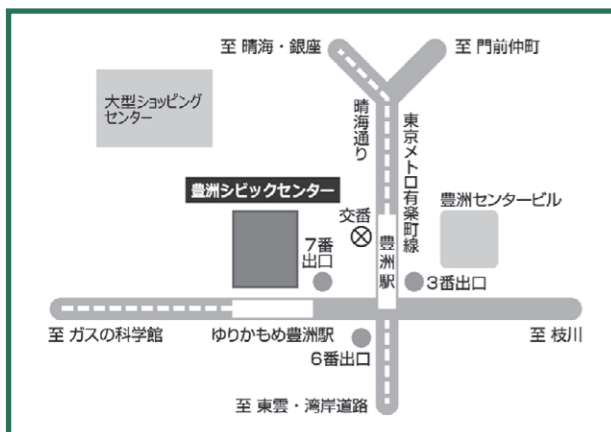 至 晴海・銀座
至 門前仲町
大型ショッピング
センター
晴海通り
東京メトロ有楽町線
豊洲シビックセンター
交番
豊洲センタービル
7番
出口
豊洲駅
3番出口
至 ガスの科学館
ゆりかもめ豊洲駅
至 枝川
6番出口
至 東雲・湾岸道路